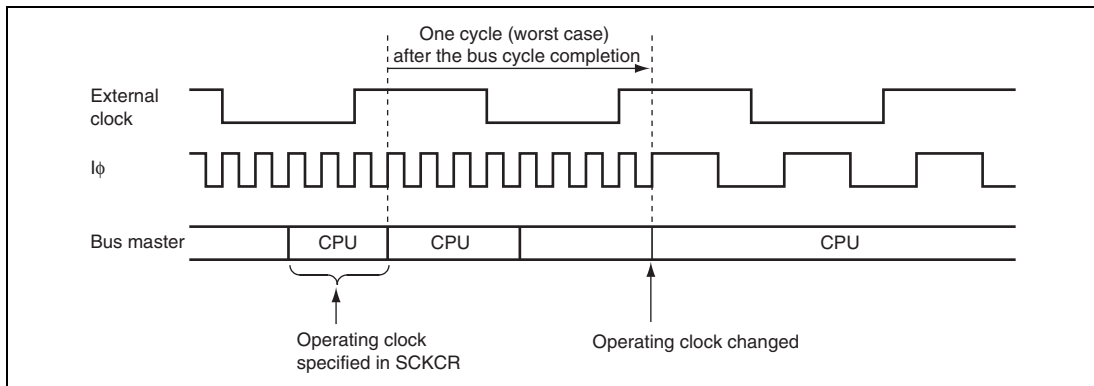 One cycle (worst case)
after the bus cycle completion
External
clock
Iφ
Bus master
CPU
CPU
CPU
Operating clock
specified in SCKCR
Operating clock changed